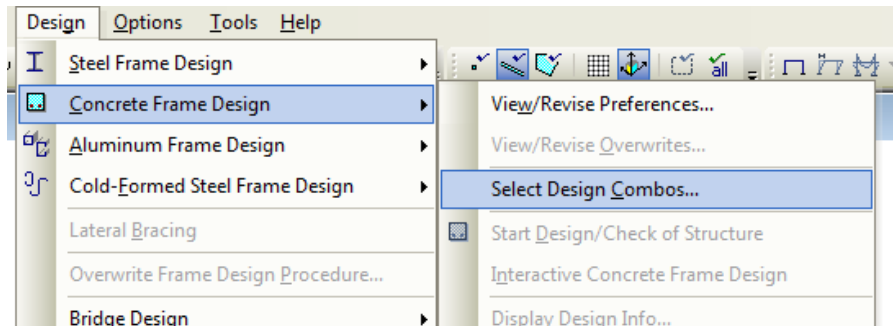 Design Options Tools Help
Steel Frame Design
all
Concrete Frame Design
View/Revise Preferences...
Aluminum Frame Design
View/Revise Overwrites...
Cold-Formed Steel Frame Design
Select Design Combos...
Lateral Bracing
Start Design/Check of Structure
Overwrite Frame Design Procedure...
Interactive Concrete Frame Design
Bridge Design
Display Design Info...